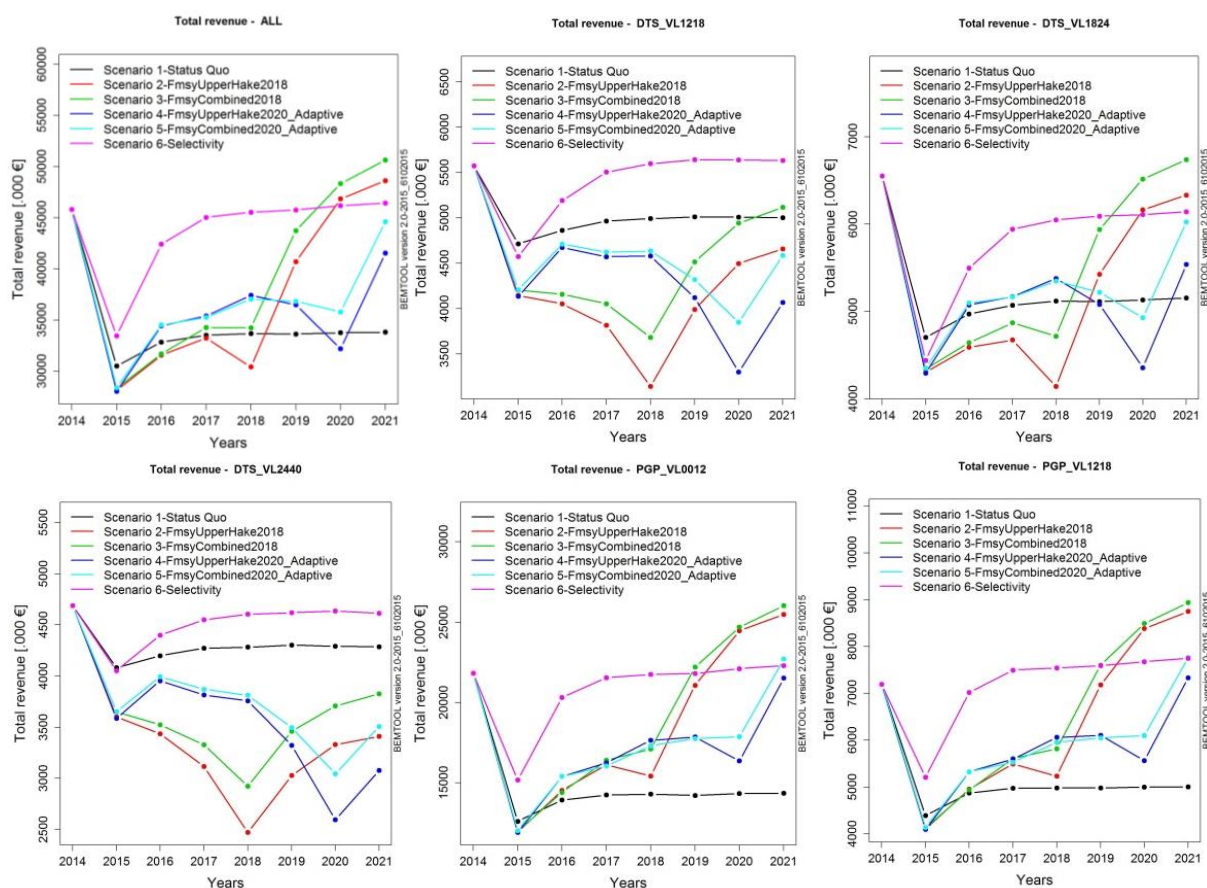 Total revenue - ALL
Total revenue [.000 €]
60000
55000
50000
45000
40000
35000
30000
Scenario 1-Status Quo
Scenario 2-FmsyUpperHake2018
Scenario 3-FmsyCombined2018
Scenario 4-FmsyUpperHake2020_Adaptive
Scenario 5-FmsyCombined2020_Adaptive
Scenario 6-Selectivity
BEMTOOL version 2.0-2015_6102015
2014 2015 2016 2017 2018 2019 2020 2021
Years
Total revenue - DTS_VL1218
Total revenue [.000 €]
6500
6000
5500
5000
4500
4000
3500
Scenario 1-Status Quo
Scenario 2-FmsyUpperHake2018
Scenario 3-FmsyCombined2018
Scenario 4-FmsyUpperHake2020_Adaptive
Scenario 5-FmsyCombined2020_Adaptive
Scenario 6-Selectivity
BEMTOOL version 2.0-2015_6102015
2014 2015 2016 2017 2018 2019 2020 2021
Years
Total revenue - DTS_VL1824
Total revenue [.000 €]
7000
6000
5000
4000
Scenario 1-Status Quo
Scenario 2-FmsyUpperHake2018
Scenario 3-FmsyCombined2018
Scenario 4-FmsyUpperHake2020_Adaptive
Scenario 5-FmsyCombined2020_Adaptive
Scenario 6-Selectivity
BEMTOOL version 2.0-2015_6102015
2014 2015 2016 2017 2018 2019 2020 2021
Years
Total revenue - DTS_VL2440
Total revenue [.000 €]
5500
5000
4500
4000
3500
3000
2500
Scenario 1-Status Quo
Scenario 2-FmsyUpperHake2018
Scenario 3-FmsyCombined2018
Scenario 4-FmsyUpperHake2020_Adaptive
Scenario 5-FmsyCombined2020_Adaptive
Scenario 6-Selectivity
BEMTOOL version 2.0-2015_6102015
2014 2015 2016 2017 2018 2019 2020 2021
Years
Total revenue - PGP_VL0012
Total revenue [.000 €]
30000
25000
20000
15000
Scenario 1-Status Quo
Scenario 2-FmsyUpperHake2018
Scenario 3-FmsyCombined2018
Scenario 4-FmsyUpperHake2020_Adaptive
Scenario 5-FmsyCombined2020_Adaptive
Scenario 6-Selectivity
BEMTOOL version 2.0-2015_6102015
2014 2015 2016 2017 2018 2019 2020 2021
Years
Total revenue - PGP_VL1218
Total revenue [.000 €]
11000
10000
9000
8000
7000
6000
5000
4000
Scenario 1-Status Quo
Scenario 2-FmsyUpperHake2018
Scenario 3-FmsyCombined2018
Scenario 4-FmsyUpperHake2020_Adaptive
Scenario 5-FmsyCombined2020_Adaptive
Scenario 6-Selectivity
BEMTOOL version 2.0-2015_6102015
2014 2015 2016 2017 2018 2019 2020 2021
Years